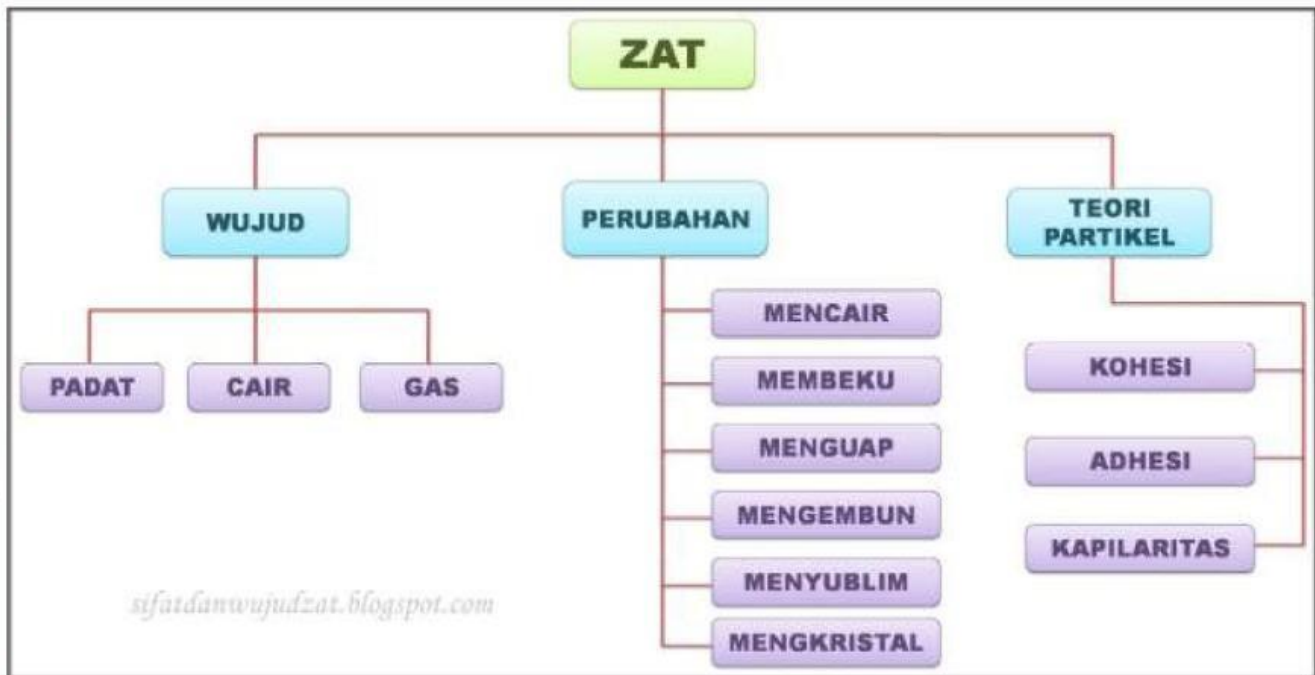 ZAT
WUJUD
PERUBAHAN
TEORI
PARTIKEL
PADAT
CAIR
GAS
MENCAIR
MEMBEKU
MENGUAP
MENGEMBUN
MENYUBLIM
MENGKRISTAL
KOHESI
ADHESI
KAPILARITAS
sifatdanwujudzat.blogspot.com